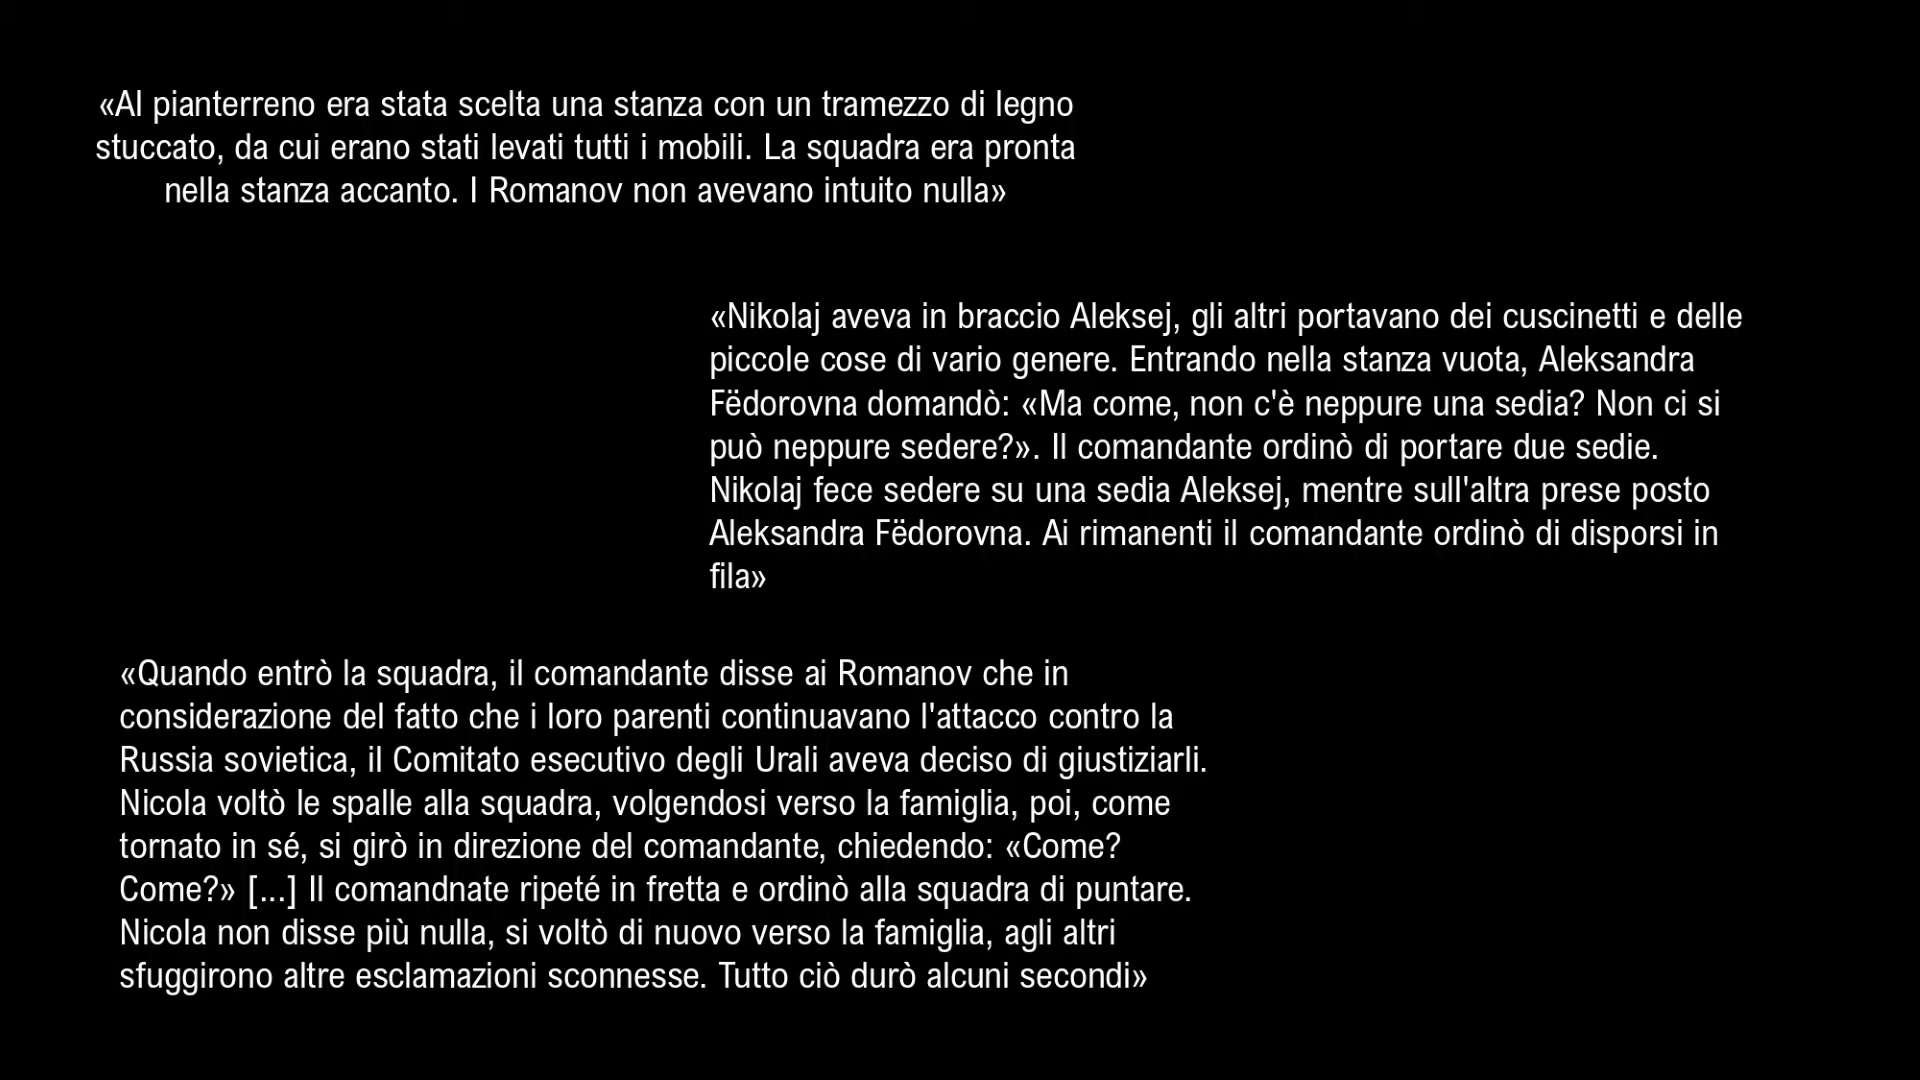 «Al pianterreno era stata scelta una stanza con un tramezzo di legno
stuccato, da cui erano stati levati tutti i mobili. La squadra era pronta
nella stanza accanto. I Romanov non avevano intuito nulla»
«Nikolaj aveva in braccio Aleksej, gli altri portavano dei cuscinetti e delle
piccole cose di vario genere. Entrando nella stanza vuota, Aleksandra
Fëdorovna domandò: «Ma come, non c'è neppure una sedia? Non ci si
può neppure sedere?». Il comandante ordinò di portare due sedie.
Nikolaj fece sedere su una sedia Aleksej, mentre sull'altra prese posto
Aleksandra Fëdorovna. Ai rimanenti il comandante ordinò di disporsi in
fila»
«Quando entrò la squadra, il comandante disse ai Romanov che in
considerazione del fatto che i loro parenti continuavano l'attacco contro la
Russia sovietica, il Comitato esecutivo degli Urali aveva deciso di giustiziarli.
Nicola voltò le spalle alla squadra, volgendosi verso la famiglia, poi, come
tornato in sé, si girò in direzione del comandante, chiedendo: «Come?
Come?» [...] Il comandnate ripeté in fretta e ordinò alla squadra di puntare.
Nicola non disse più nulla, si voltò di nuovo verso la famiglia, agli altri
sfuggirono altre esclamazioni sconnesse. Tutto ciò durò alcuni secondi»